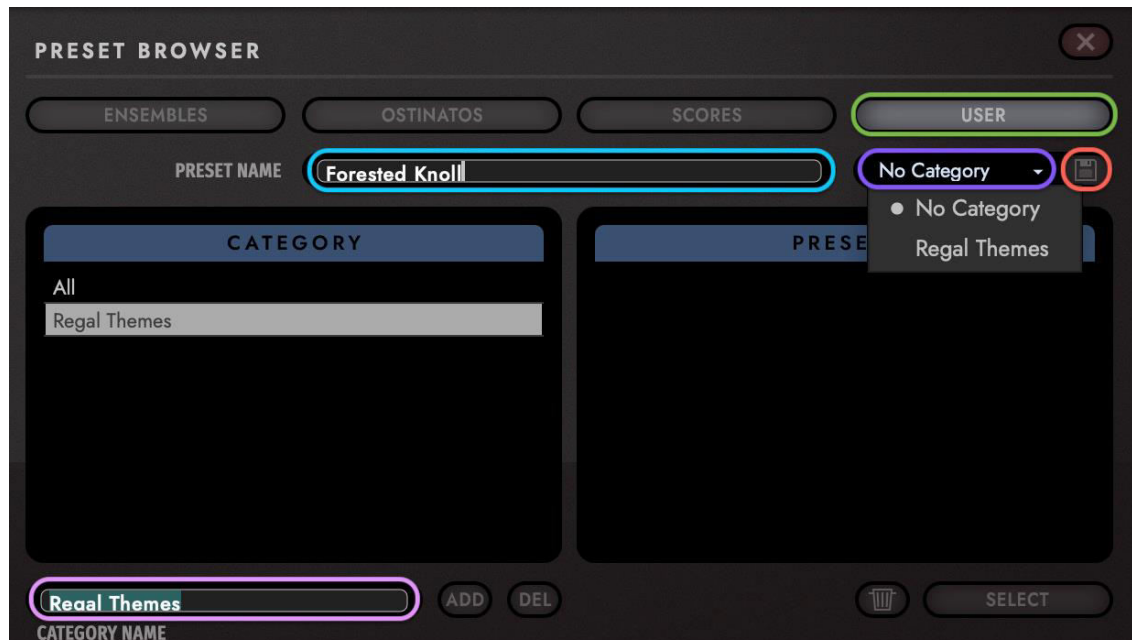 PRESET BROWSER
ENSEMBLES OSTINATOS SCORES USER
PRESET NAME Forested Knoll No Category
No Category
Regal Themes
CATEGORY PRESE
All
Regal Themes
Regal Themes ADD DEL SELECT
CATEGORY NAME